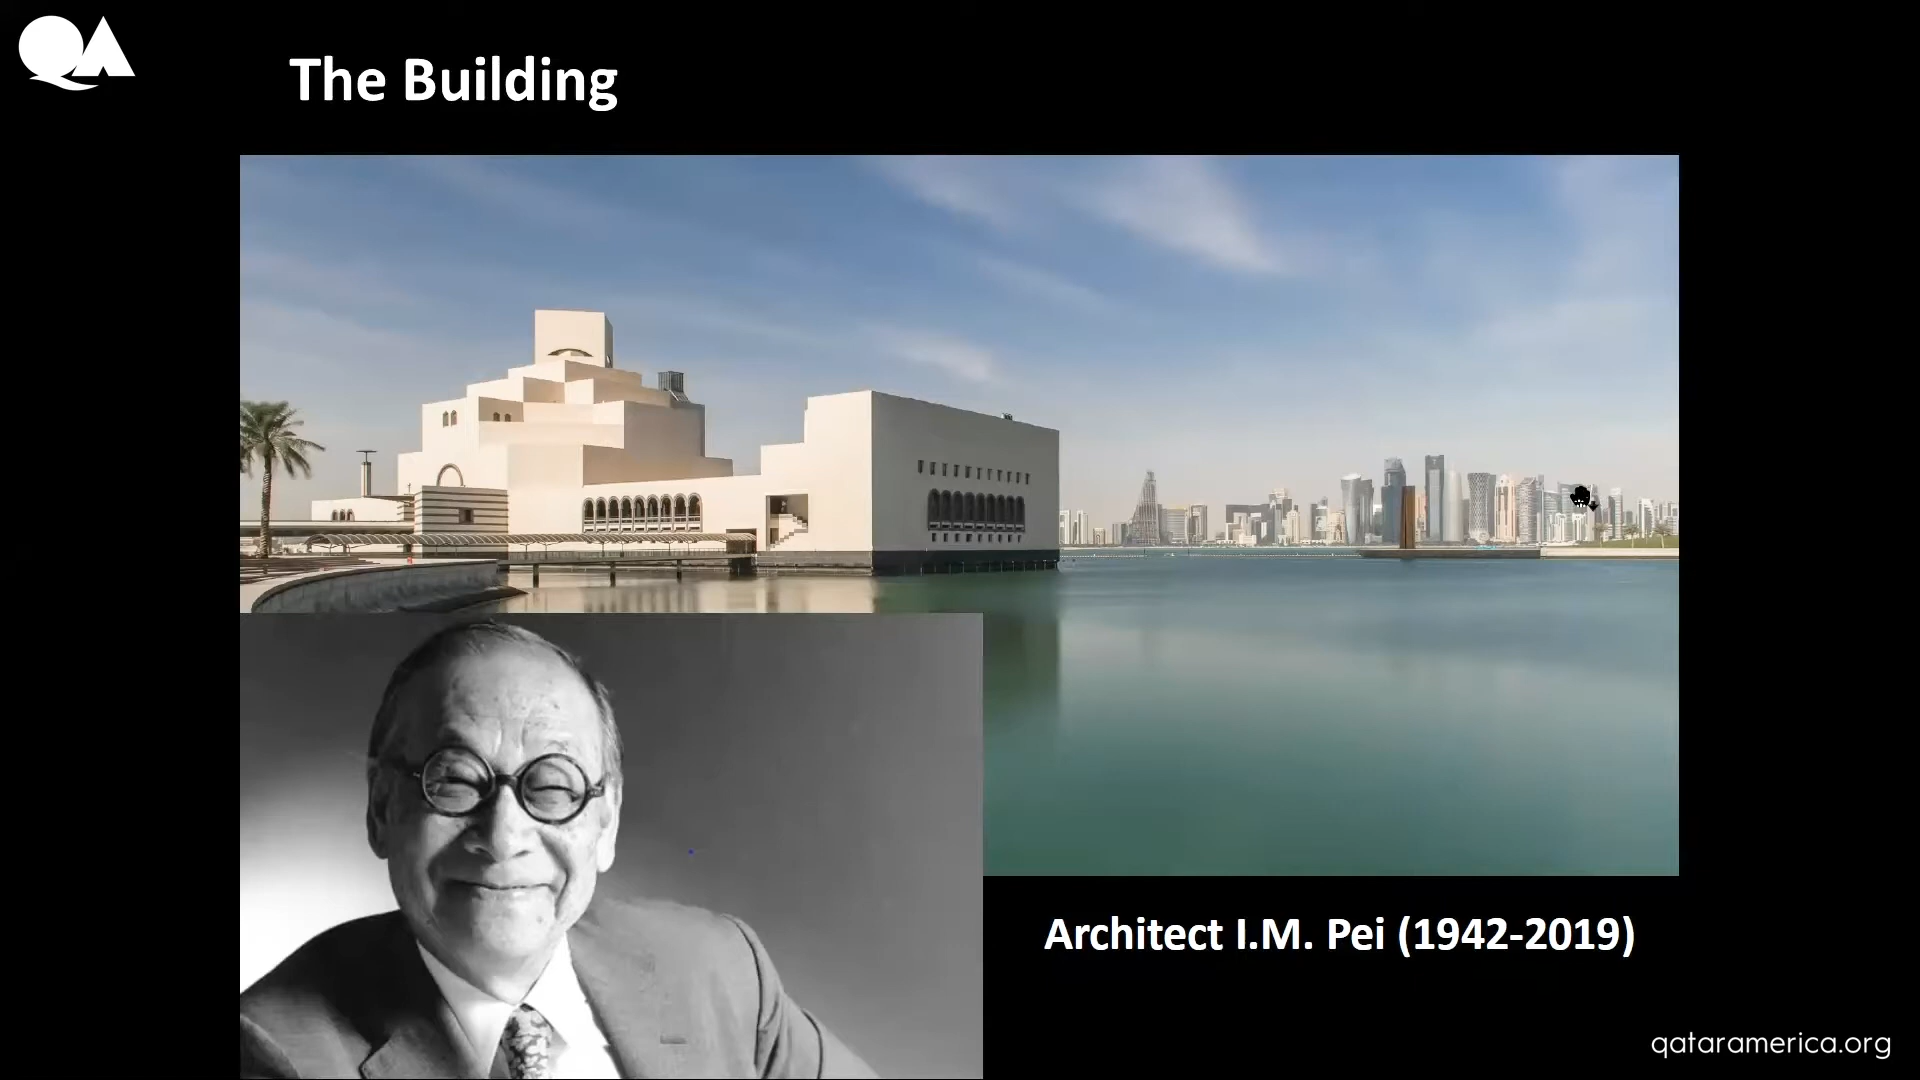 QA
The Building
Architect I.M. Pei (1942-2019)
qataramerica.org